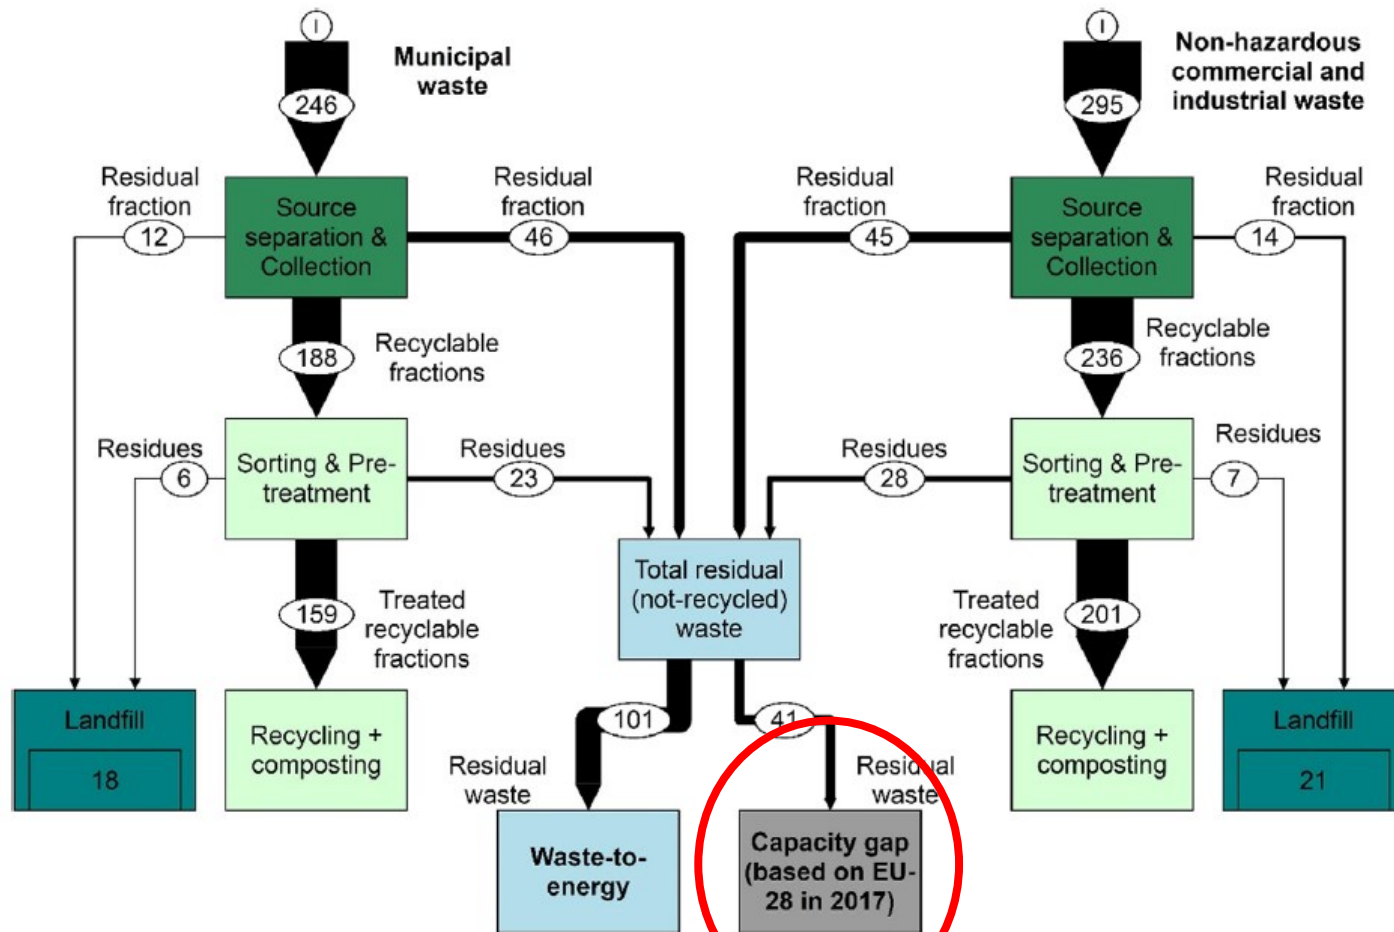 I
I
Municipal
waste
Non-hazardous
commercial and
industrial waste
246
295
Residual
fraction
Residual
fraction
Residual
fraction
Residual
fraction
Source
separation &
Collection
Source
separation &
Collection
12
46
45
14
188
Recyclable
fractions
236
Recyclable
fractions
Residues
Sorting & Pre-
treatment
Residues
Residues
Sorting & Pre-
treatment
Residues
6
23
28
7
Total residual
(not-recycled)
waste
159
Treated
recyclable
fractions
Treated
recyclable
fractions
201
Landfill
18
Recycling +
composting
101
41
Recycling +
composting
Landfill
21
Residual
waste
Residual
waste
Waste-to-
energy
Capacity gap
(based on EU-
28 in 2017)